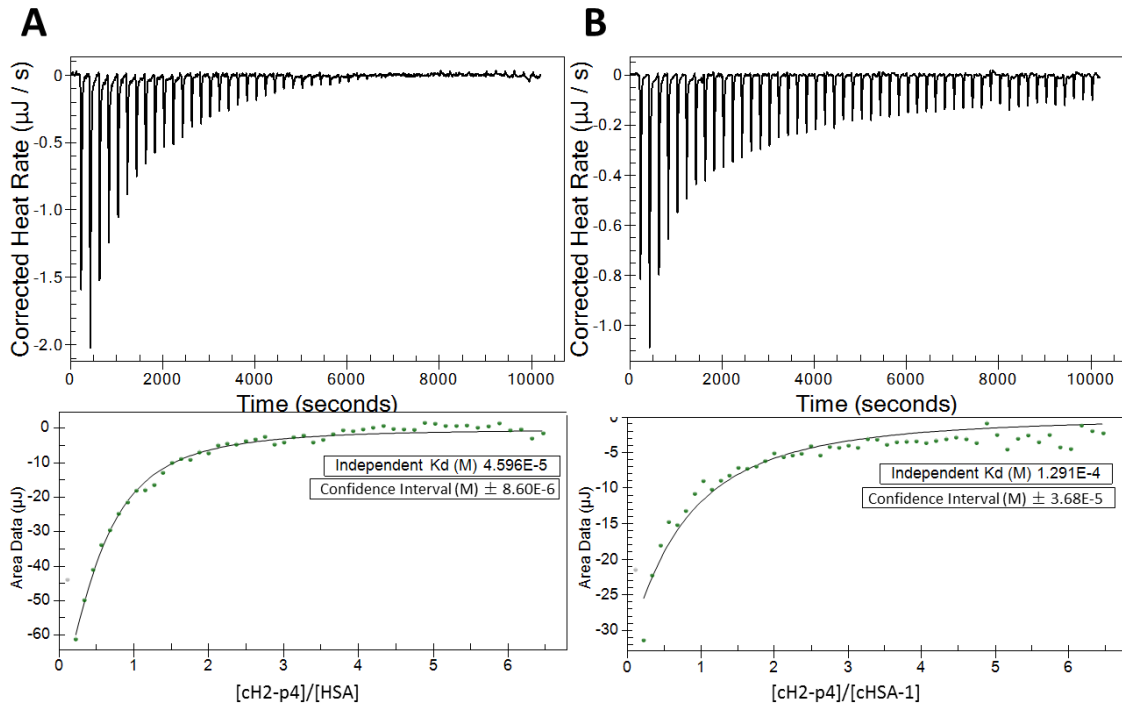 A
B
Corrected Heat Rate (µJ / s)
0
-0.5
-1.0
-1.5
-2.0
0 2000 4000 6000 8000 10000
Time (seconds)
Corrected Heat Rate (µJ / s)
0
-0.2
-0.4
-0.6
-0.8
-1.0
0 2000 4000 6000 8000 10000
Time (seconds)
Area Data (µJ)
0
-10
-20
-30
-40
-50
-60
Independent Kd (M) 4.596E-5
Confidence Interval (M) ± 8.60E-6
0 1 2 3 4 5 6
[cH2-p4]/[HSA]
Area Data (µJ)
0
-5
-10
-15
-20
-25
-30
Independent Kd (M) 1.291E-4
Confidence Interval (M) ± 3.68E-5
0 1 2 3 4 5 6
[cH2-p4]/[cHSA-1]